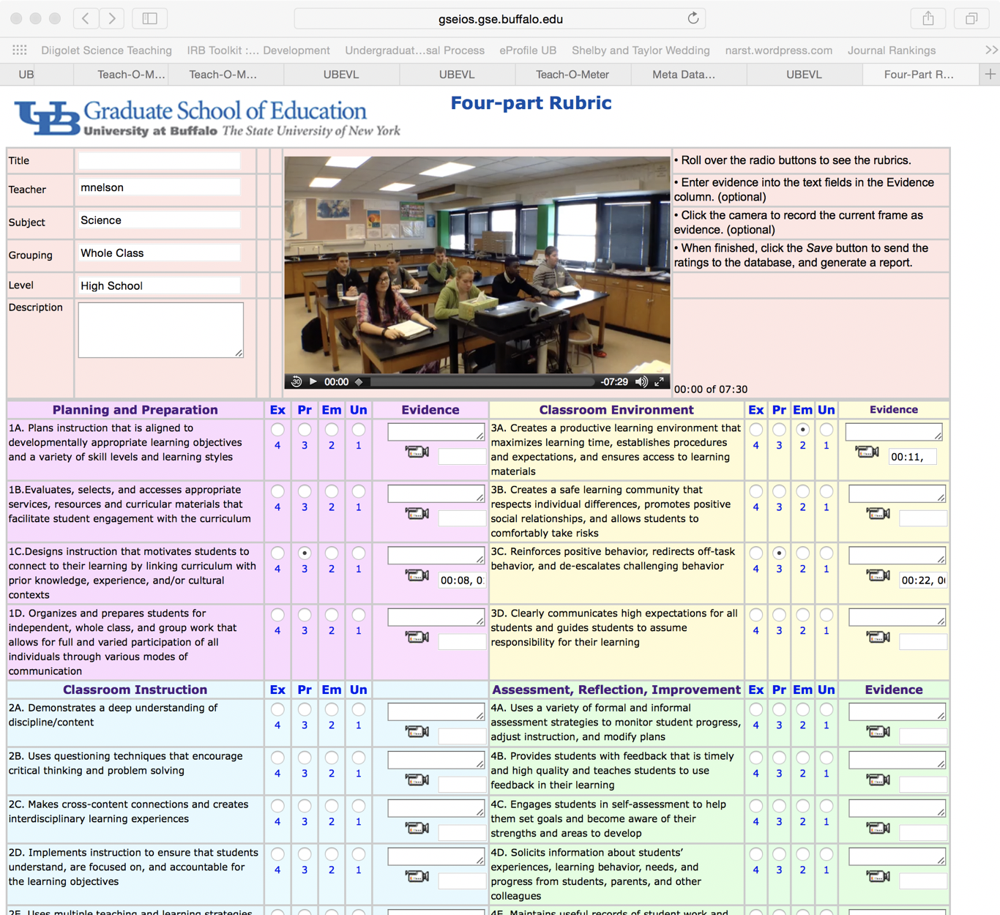 gseios.gse.buffalo.edu
Diigolet Science Teaching IRB Toolkit :... Development Undergraduat...sal Process eProfile UB Shelby and Taylor Wedding narst.wordpress.com Journal Rankings >>
UB Teach-O-M... Teach-O-M... UBEVL UBEVL Teach-O-Meter Meta Data... UBEVL Four-Part R... +
UB Graduate School of Education
University at Buffalo The State University of New York
Four-part Rubric
Title
Teacher mnelson
Subject Science
Grouping Whole Class
Level High School
Description
30 00:00 -07:29
• Roll over the radio buttons to see the rubrics.
• Enter evidence into the text fields in the Evidence
column. (optional)
• Click the camera to record the current frame as
evidence. (optional)
• When finished, click the Save button to send the
ratings to the database, and generate a report.
00:00 of 07:30
Planning and Preparation Ex Pr Em Un Evidence
1A. Plans instruction that is aligned to
developmentally appropriate learning objectives
and a variety of skill levels and learning styles
4 3 2 1
1B.Evaluates, selects, and accesses appropriate
services, resources and curricular materials that
facilitate student engagement with the curriculum
4 3 2 1
1C.Designs instruction that motivates students to
connect to their learning by linking curriculum with
prior knowledge, experience, and/or cultural
contexts
4 3 2 1
00:08, 0
1D. Organizes and prepares students for
independent, whole class, and group work that
allows for full and varied participation of all
individuals through various modes of
communication
4 3 2 1
Classroom Environment Ex Pr Em Un Evidence
3A. Creates a productive learning environment that
maximizes learning time, establishes procedures
and expectations, and ensures access to learning
materials
4 3 2 1
00:11,
3B. Creates a safe learning community that
respects individual differences, promotes positive
social relationships, and allows students to
comfortably take risks
4 3 2 1
3C. Reinforces positive behavior, redirects off-task
behavior, and de-escalates challenging behavior
4 3 2 1
00:22, 0
3D. Clearly communicates high expectations for all
students and guides students to assume
responsibility for their learning
4 3 2 1
Classroom Instruction Ex Pr Em Un
2A. Demonstrates a deep understanding of
discipline/content
4 3 2 1
2B. Uses questioning techniques that encourage
critical thinking and problem solving
4 3 2 1
2C. Makes cross-content connections and creates
interdisciplinary learning experiences
4 3 2 1
2D. Implements instruction to ensure that students
understand, are focused on, and accountable for
the learning objectives
4 3 2 1
2E. Uses multiple teaching and learning strategies
Assessment, Reflection, Improvement Ex Pr Em Un Evidence
4A. Uses a variety of formal and informal
assessment strategies to monitor student progress,
adjust instruction, and modify plans
4 3 2 1
4B. Provides students with feedback that is timely
and high quality and teaches students to use
feedback in their learning
4 3 2 1
4C. Engages students in self-assessment to help
them set goals and become aware of their
strengths and areas to develop
4 3 2 1
4D. Solicits information about students'
experiences, learning behavior, needs, and
progress from students, parents, and other
colleagues
4 3 2 1
4E. Maintains useful records of student work and